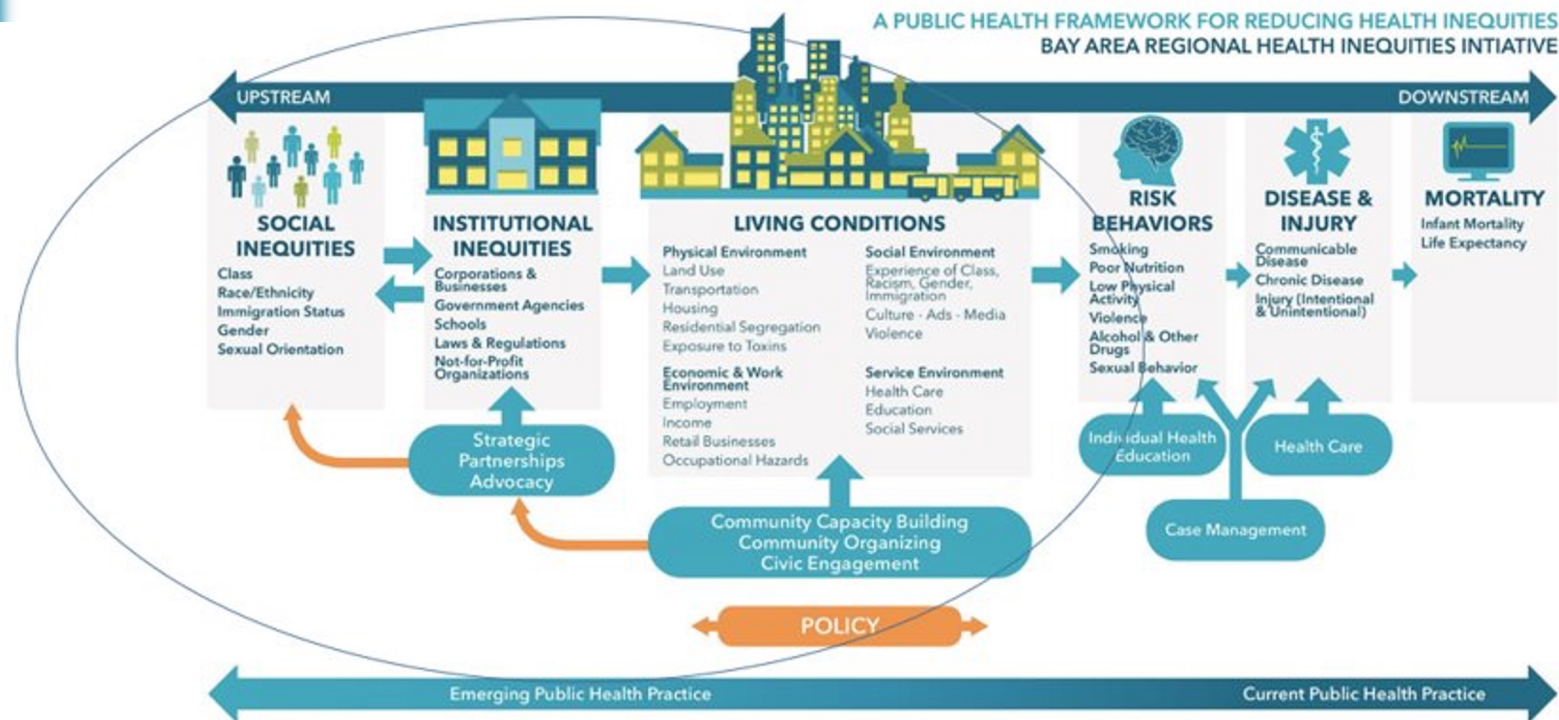 A PUBLIC HEALTH FRAMEWORK FOR REDUCING HEALTH INEQUITIES
BAY AREA REGIONAL HEALTH INEQUITIES INTIATIVE
UPSTREAM
DOWNSTREAM
SOCIAL
INEQUITIES
Class
Race/Ethnicity
Immigration Status
Gender
Sexual Orientation
INSTITUTIONAL
INEQUITIES
Corporations &
Businesses
Government Agencies
Schools
Laws & Regulations
Not-for-Profit
Organizations
LIVING CONDITIONS
Physical Environment
Land Use
Transportation
Housing
Residential Segregation
Exposure to Toxins
Economic & Work
Environment
Employment
Income
Retail Businesses
Occupational Hazards
Social Environment
Experience of Class,
Racism, Gender,
Immigration
Culture - Ads - Media
Violence
Service Environment
Health Care
Education
Social Services
RISK
BEHAVIORS
Smoking
Poor Nutrition
Low Physical
Activity
Violence
Alcohol & Other
Drugs
Sexual Behavior
DISEASE &
INJURY
Communicable
Disease
Chronic Disease
Injury (Intentional
& Unintentional)
MORTALITY
Infant Mortality
Life Expectancy
Strategic
Partnerships
Advocacy
Community Capacity Building
Community Organizing
Civic Engagement
Individual Health
Education
Health Care
Case Management
POLICY
Emerging Public Health Practice
Current Public Health Practice